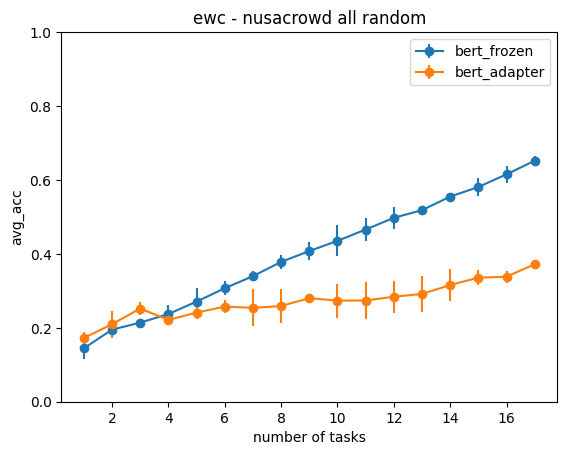 ewc - nusacrowd all random
bert_frozen
bert_adapter
avg_acc
1.0
0.8
0.6
0.4
0.2
0.0
2 4 6 8 10 12 14 16
number of tasks